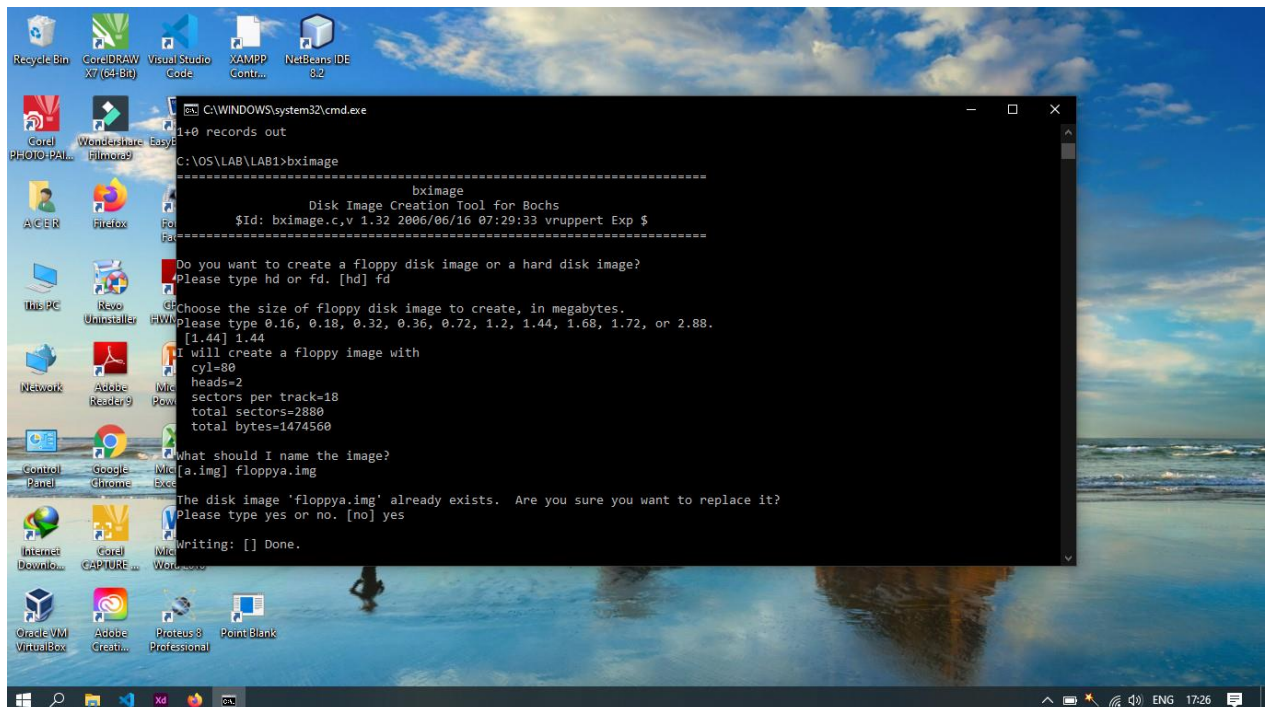 Recycle Bin
CorelDRAW X7 (64-Bit)
Visual Studio Code
XAMPP Contr...
NetBeans IDE 8.2
Corel PHOTO-PAI...
Wondershare Filmora9
ACER
Firefox
This PC
Revo Uninstaller
Network
Adobe Reader 9
Control Panel
Google Chrome
Internet Downlo...
Corel CAPTURE ...
Oracle VM VirtualBox
Adobe Creati...
Proteus 8 Professional
Point Blank
C:\WINDOWS\system32\cmd.exe
1+0 records out
C:\OS\LAB\LAB1>bximage
========================================================================
bximage
Disk Image Creation Tool for Bochs
$Id: bximage.c,v 1.32 2006/06/16 07:29:33 vruppert Exp $
========================================================================
Do you want to create a floppy disk image or a hard disk image?
Please type hd or fd. [hd] fd
Choose the size of floppy disk image to create, in megabytes.
Please type 0.16, 0.18, 0.32, 0.36, 0.72, 1.2, 1.44, 1.68, 1.72, or 2.88.
[1.44] 1.44
I will create a floppy image with
cyl=80
heads=2
sectors per track=18
total sectors=2880
total bytes=1474560
What should I name the image?
[a.img] floppya.img
The disk image 'floppya.img' already exists.  Are you sure you want to replace it?
Please type yes or no. [no] yes
Writing: [] Done.
Xd
ENG
17:26